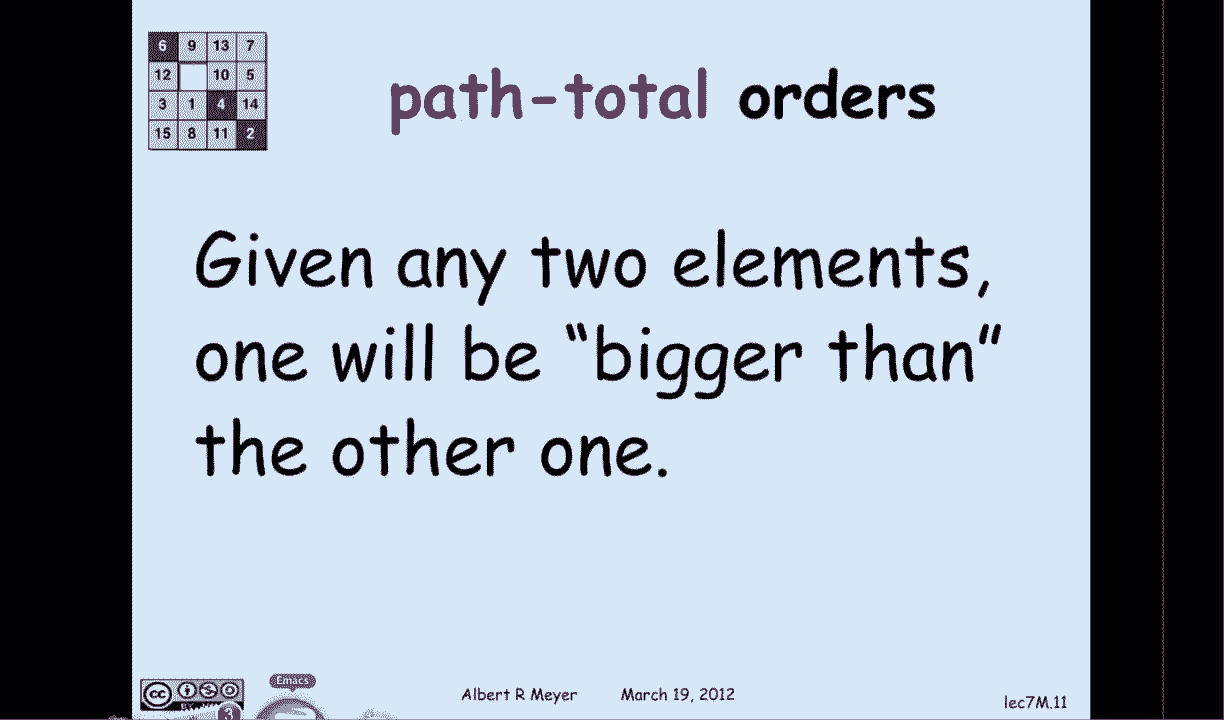 6 9 13 7
12 10 5
3 1 4 14
15 8 11 2
path-total orders
Given any two elements,
one will be “bigger than”
the other one.
Emacs
cc
3
Albert R Meyer March 19, 2012
lec7M.11